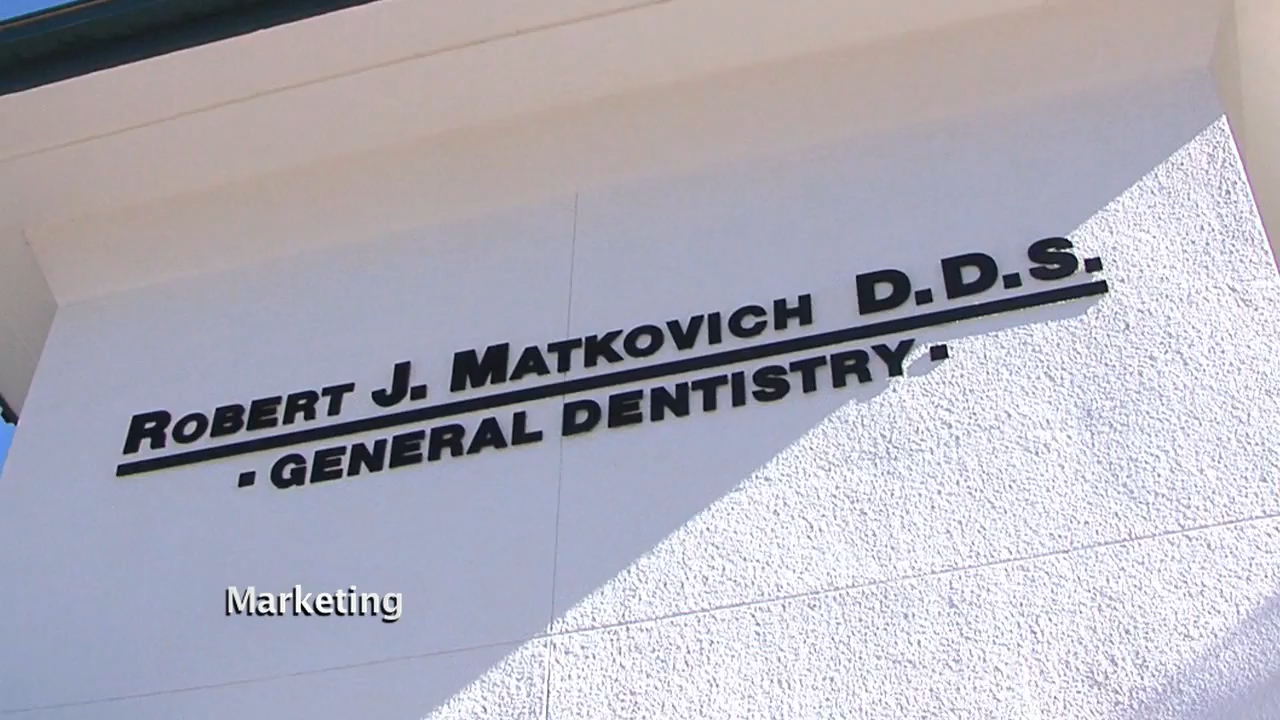 ROBERT J. MATKOVICH D.D.S.
· GENERAL DENTISTRY ·
Marketing